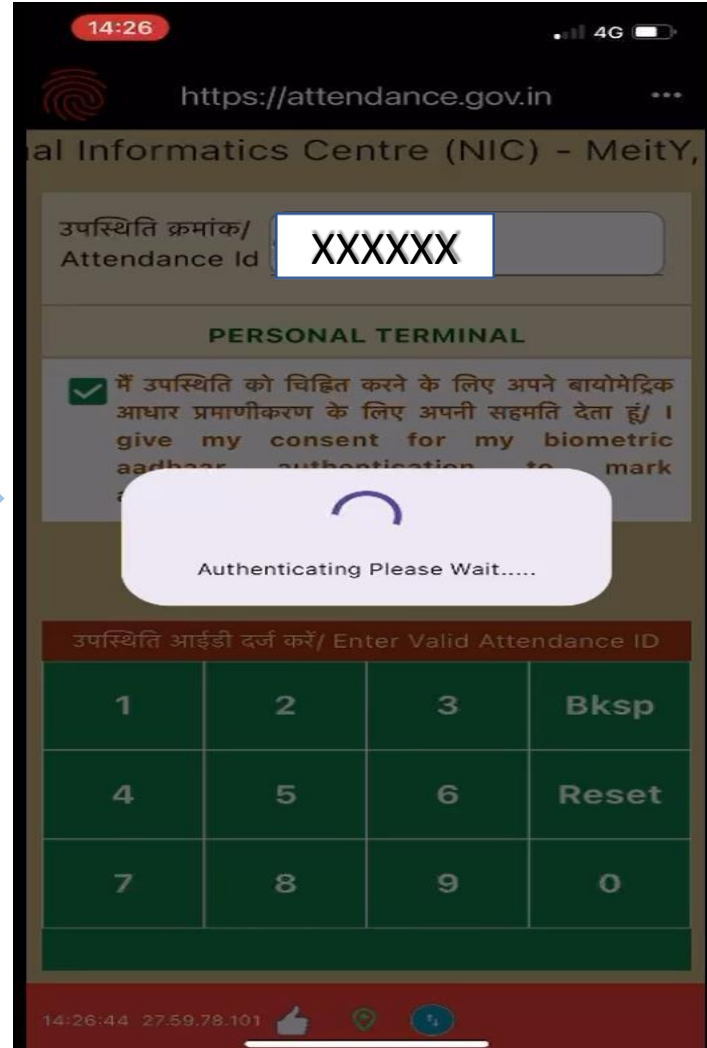 14:26
4G
https://attendance.gov.in
al Informatics Centre (NIC) - MeitY,
उपस्थिति क्रमांक/
Attendance Id
XXXXXX
PERSONAL TERMINAL
मैं उपस्थिति को चिह्नित करने के लिए अपने बायोमेट्रिक
आधार प्रमाणीकरण के लिए अपनी सहमति देता हूं/ I
give my consent for my biometric
aadhaar authentication to mark
Authenticating Please Wait.....
उपस्थिति आईडी दर्ज करें/ Enter Valid Attendance ID
1 2 3 Bksp
4 5 6 Reset
7 8 9 0
14:26:44 27.59.78.101